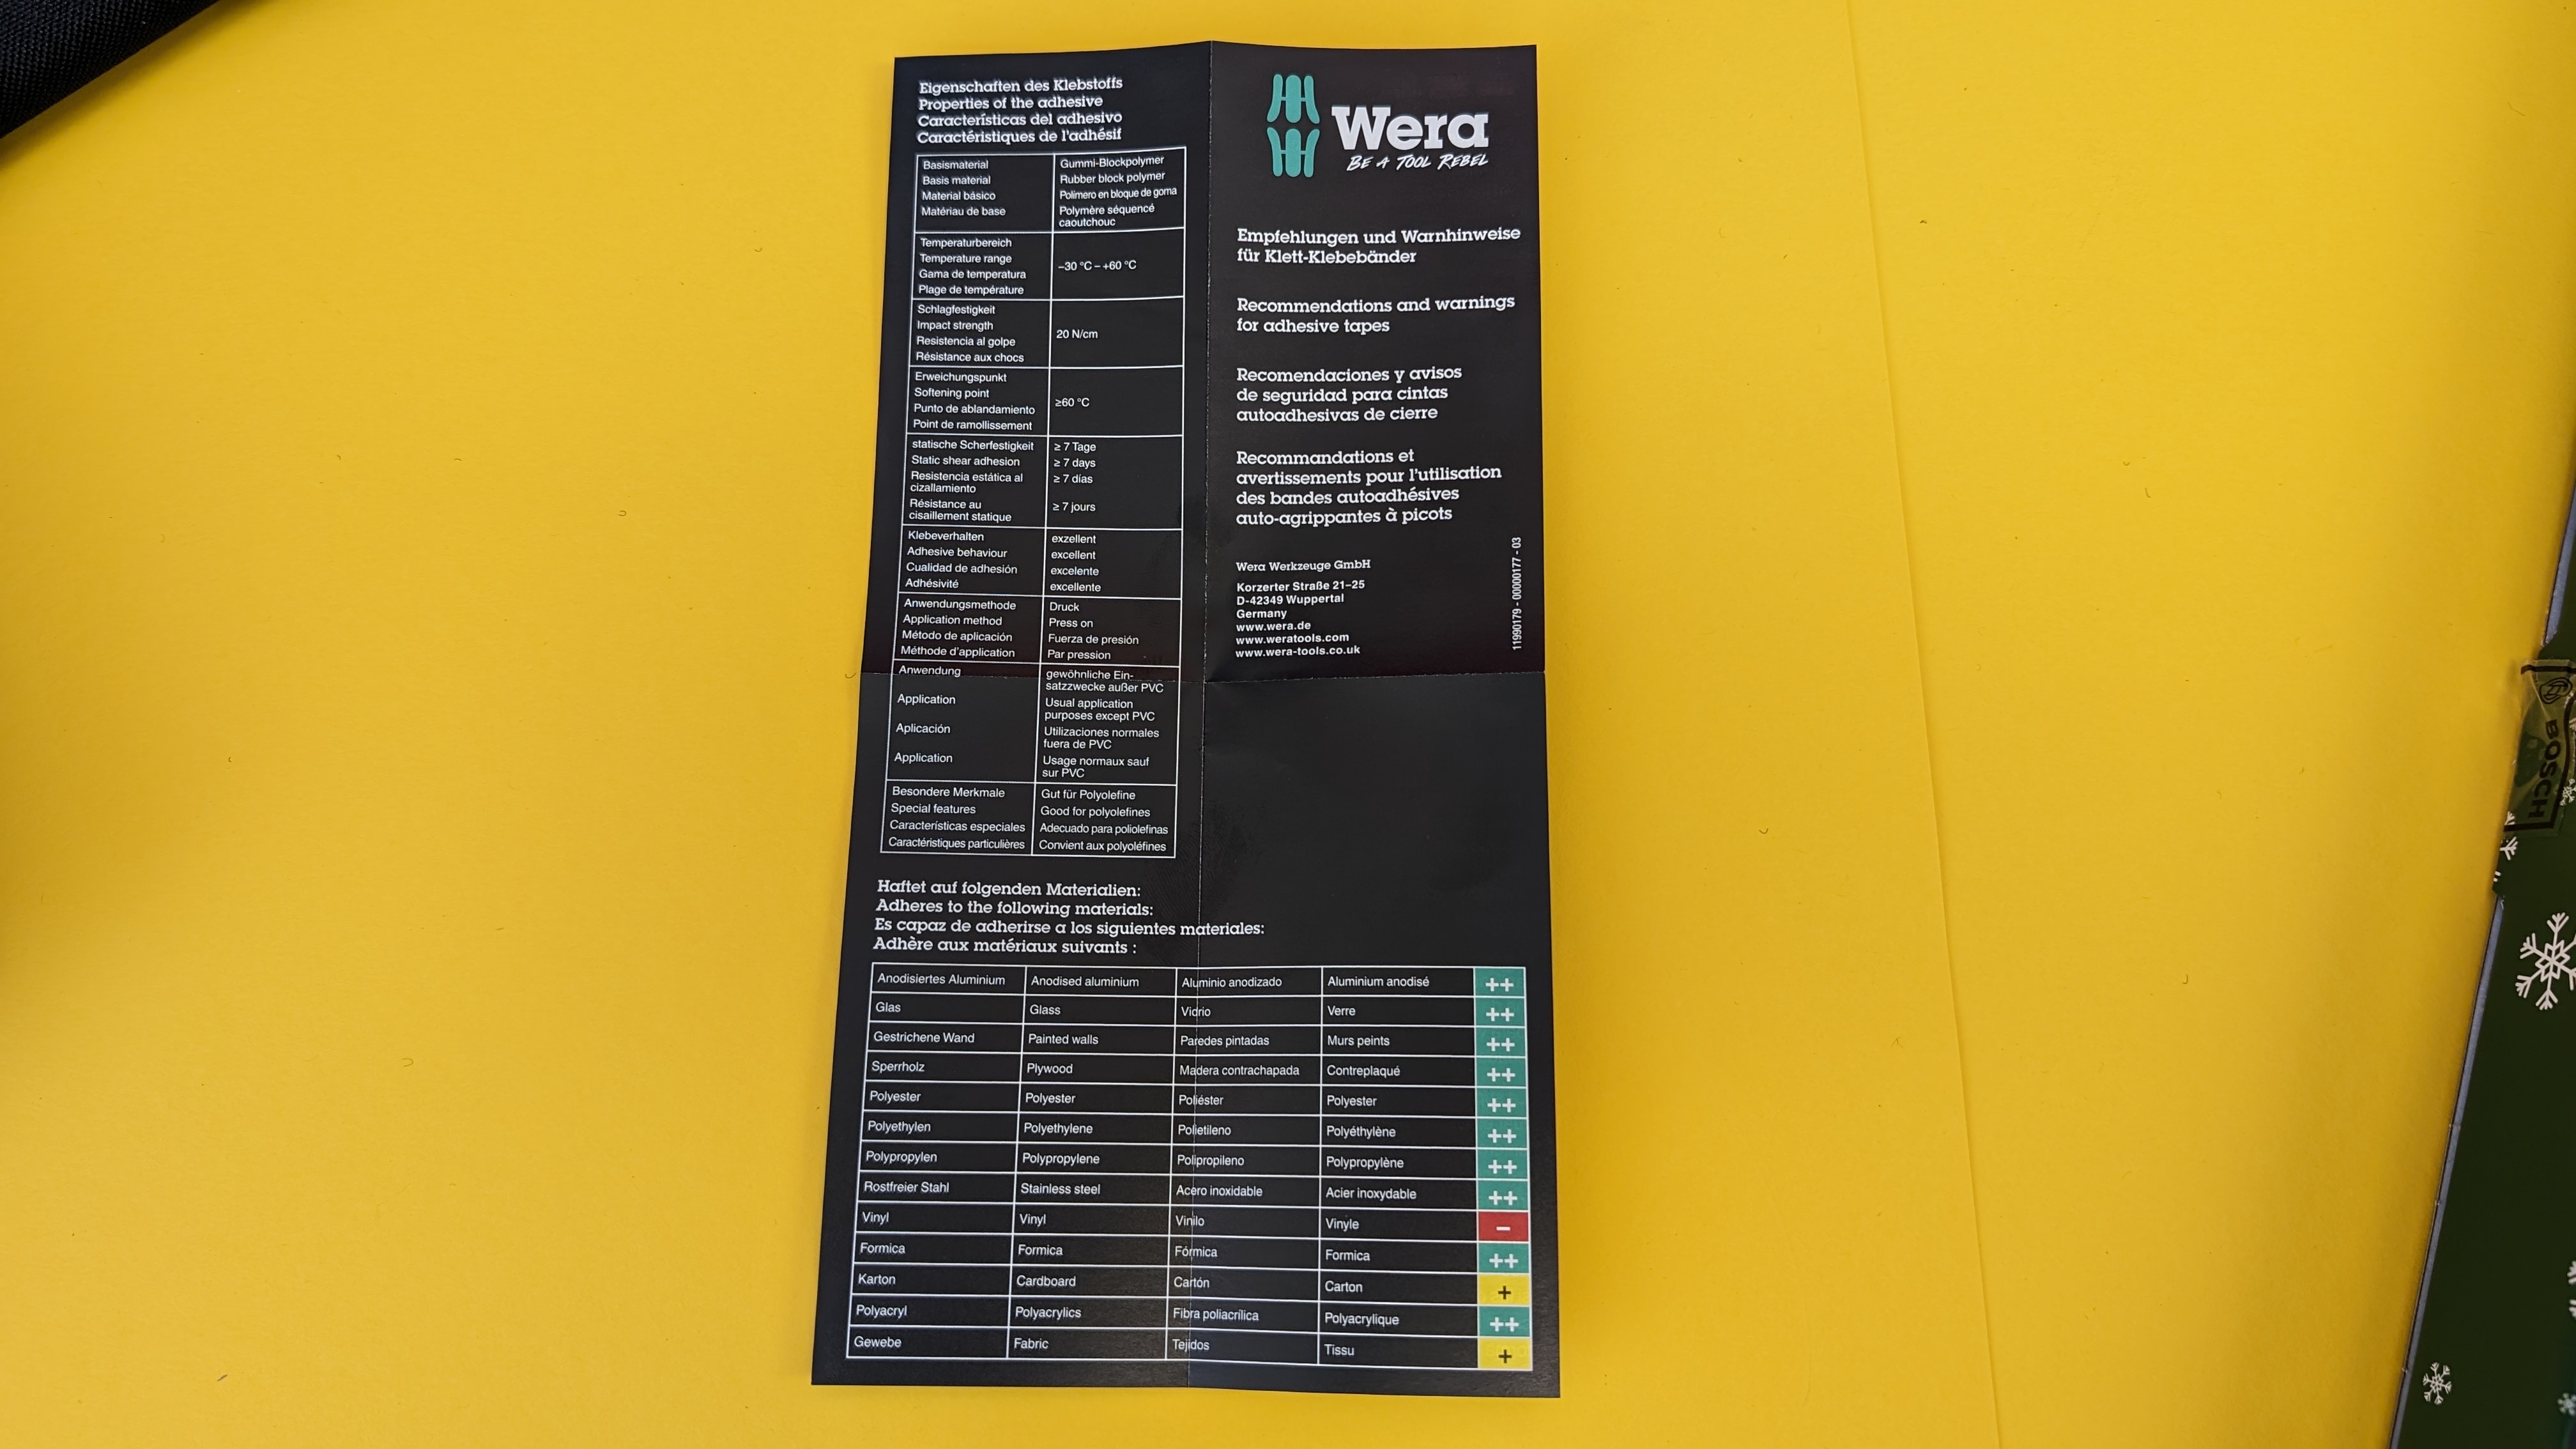 Eigenschaften des Klebstoffs
Properties of the adhesive
Características del adhesivo
Caractéristiques de l'adhésif
Basismaterial Gummi-Blockpolymer
Basis material Rubber block polymer
Material básico Polímero en bloque de goma
Matériau de base Polymère séquencé
caoutchouc
Temperaturbereich
Temperature range
Gama de temperatura
Plage de température
–30 °C – +60 °C
Schlagfestigkeit
Impact strength
Resistencia al golpe
Résistance aux chocs
20 N/cm
Erweichungspunkt
Softening point
Punto de ablandamiento
Point de ramollissement
≥60 °C
statische Scherfestigkeit ≥ 7 Tage
Static shear adhesion ≥ 7 days
Resistencia estática al ≥ 7 días
cizallamiento
Résistance au ≥ 7 jours
cisaillement statique
Klebeverhalten exzellent
Adhesive behaviour excellent
Cualidad de adhesión excelente
Adhésivité excellente
Anwendungsmethode Druck
Application method Press on
Método de aplicación Fuerza de presión
Méthode d'application Par pression
Anwendung gewöhnliche Ein-
satzzwecke außer PVC
Application Usual application
purposes except PVC
Aplicación Utilizaciones normales
fuera de PVC
Application Usage normaux sauf
sur PVC
Besondere Merkmale Gut für Polyolefine
Special features Good for polyolefines
Características especiales Adecuado para poliolefinas
Caractéristiques particulières Convient aux polyoléfines
Wera
BE A TOOL REBEL
Empfehlungen und Warnhinweise
für Klett-Klebebänder
Recommendations and warnings
for adhesive tapes
Recomendaciones y avisos
de seguridad para cintas
autoadhesivas de cierre
Recommandations et
avertissements pour l'utilisation
des bandes autoadhésives
auto-agrippantes à picots
Wera Werkzeuge GmbH
Korzerter Straße 21–25
D-42349 Wuppertal
Germany
www.wera.de
www.weratools.com
www.wera-tools.co.uk
11990179 - 00000177 - 03
Haftet auf folgenden Materialien:
Adheres to the following materials:
Es capaz de adherirse a los siguientes materiales:
Adhère aux matériaux suivants :
Anodisiertes Aluminium Anodised aluminium Aluminio anodizado Aluminium anodisé ++
Glas Glass Vidrio Verre ++
Gestrichene Wand Painted walls Paredes pintadas Murs peints ++
Sperrholz Plywood Madera contrachapada Contreplaqué ++
Polyester Polyester Poliéster Polyester ++
Polyethylen Polyethylene Polietileno Polyéthylène ++
Polypropylen Polypropylene Polipropileno Polypropylène ++
Rostfreier Stahl Stainless steel Acero inoxidable Acier inoxydable ++
Vinyl Vinyl Vinilo Vinyle –
Formica Formica Fórmica Formica ++
Karton Cardboard Cartón Carton +
Polyacryl Polyacrylics Fibra poliacrílica Polyacrylique ++
Gewebe Fabric Tejidos Tissu +
BOSCH